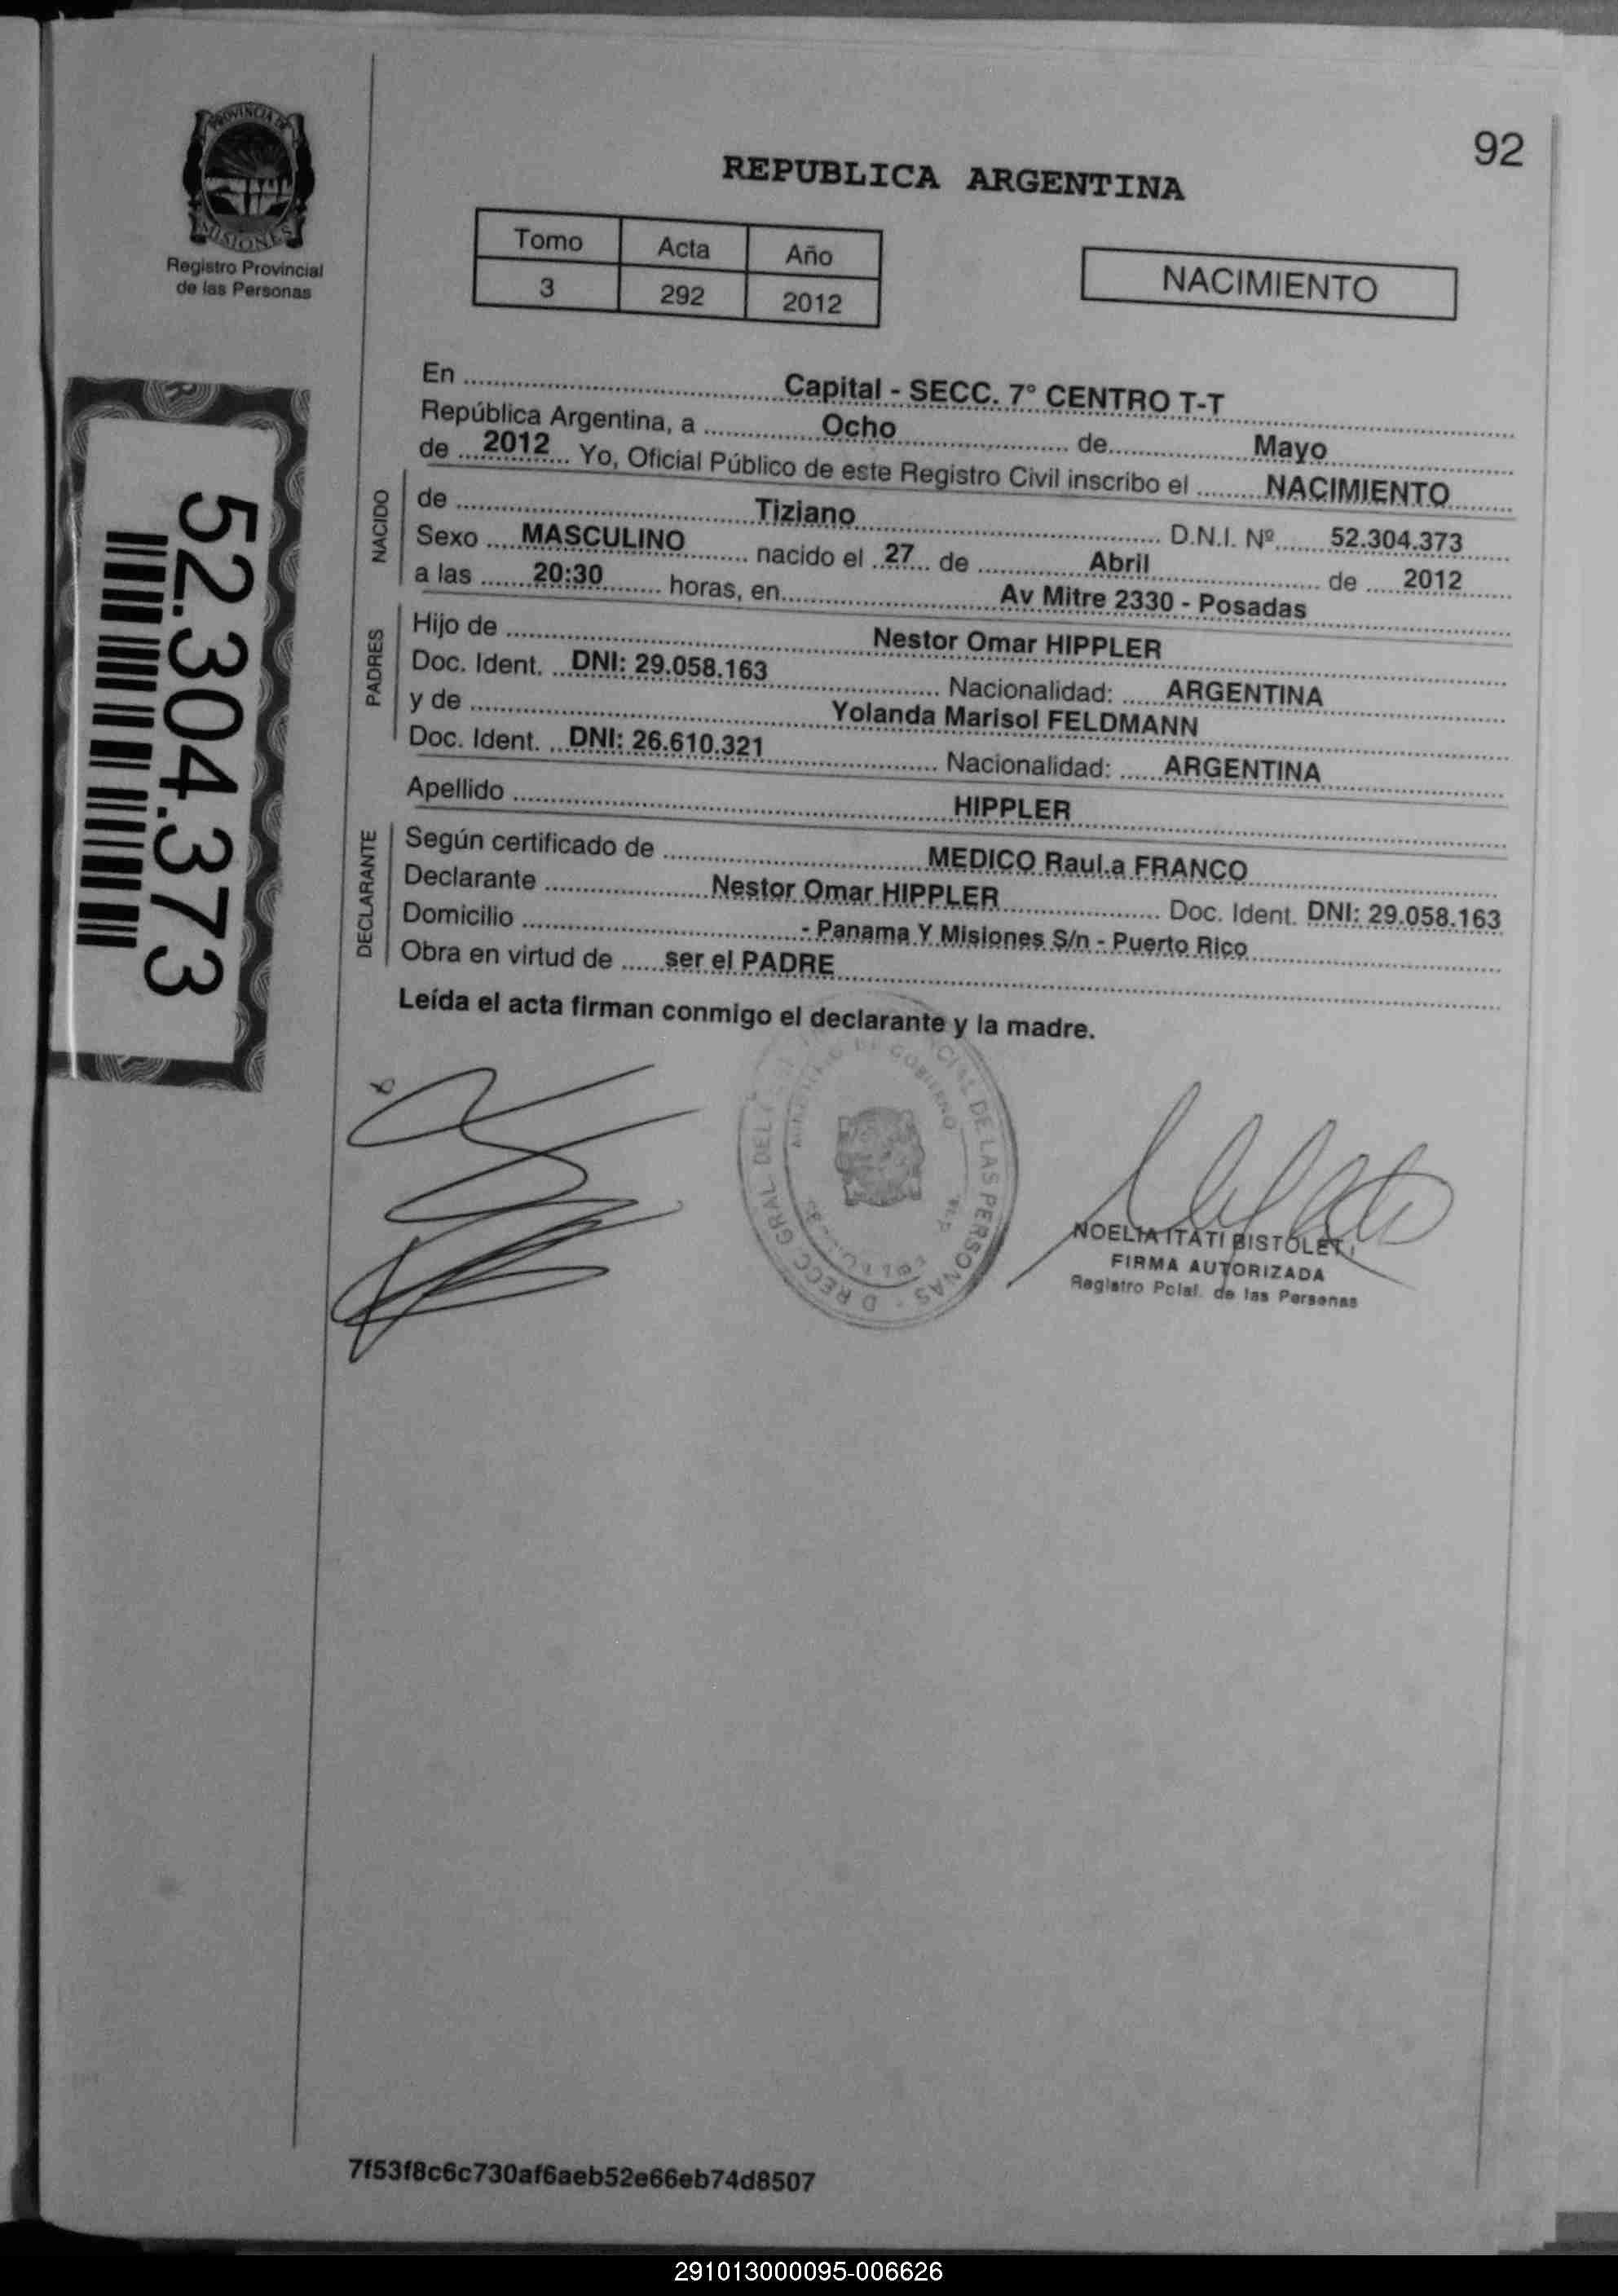 92
PROVINCIA DE
MISIONES
Registro Provincial
de las Personas
REPUBLICA ARGENTINA
Tomo Acta Año
3 292 2012
NACIMIENTO
52.304.373
En Capital - SECC. 7° CENTRO T-T
República Argentina, a Ocho de Mayo
de 2012 Yo, Oficial Público de este Registro Civil inscribo el NACIMIENTO
NACIDO
de Tiziano D.N.I. Nº 52.304.373
Sexo MASCULINO nacido el 27 de Abril de 2012
a las 20:30 horas, en Av Mitre 2330 - Posadas
PADRES
Hijo de Nestor Omar HIPPLER
Doc. Ident. DNI: 29.058.163 Nacionalidad: ARGENTINA
y de Yolanda Marisol FELDMANN
Doc. Ident. DNI: 26.610.321 Nacionalidad: ARGENTINA
Apellido HIPPLER
DECLARANTE
Según certificado de MEDICO Raul.a FRANCO
Declarante Nestor Omar HIPPLER Doc. Ident. DNI: 29.058.163
Domicilio - Panama Y Misiones S/n - Puerto Rico
Obra en virtud de ser el PADRE
Leída el acta firman conmigo el declarante y la madre.
GRAL. DEL DE LAS PERSONAS
DE GOBIERNO
NOELIA ITATI BISTOLETI
FIRMA AUTORIZADA
Registro Pcial. de las Personas
7f53f8c6c730af6aeb52e66eb74d8507
291013000095-006626